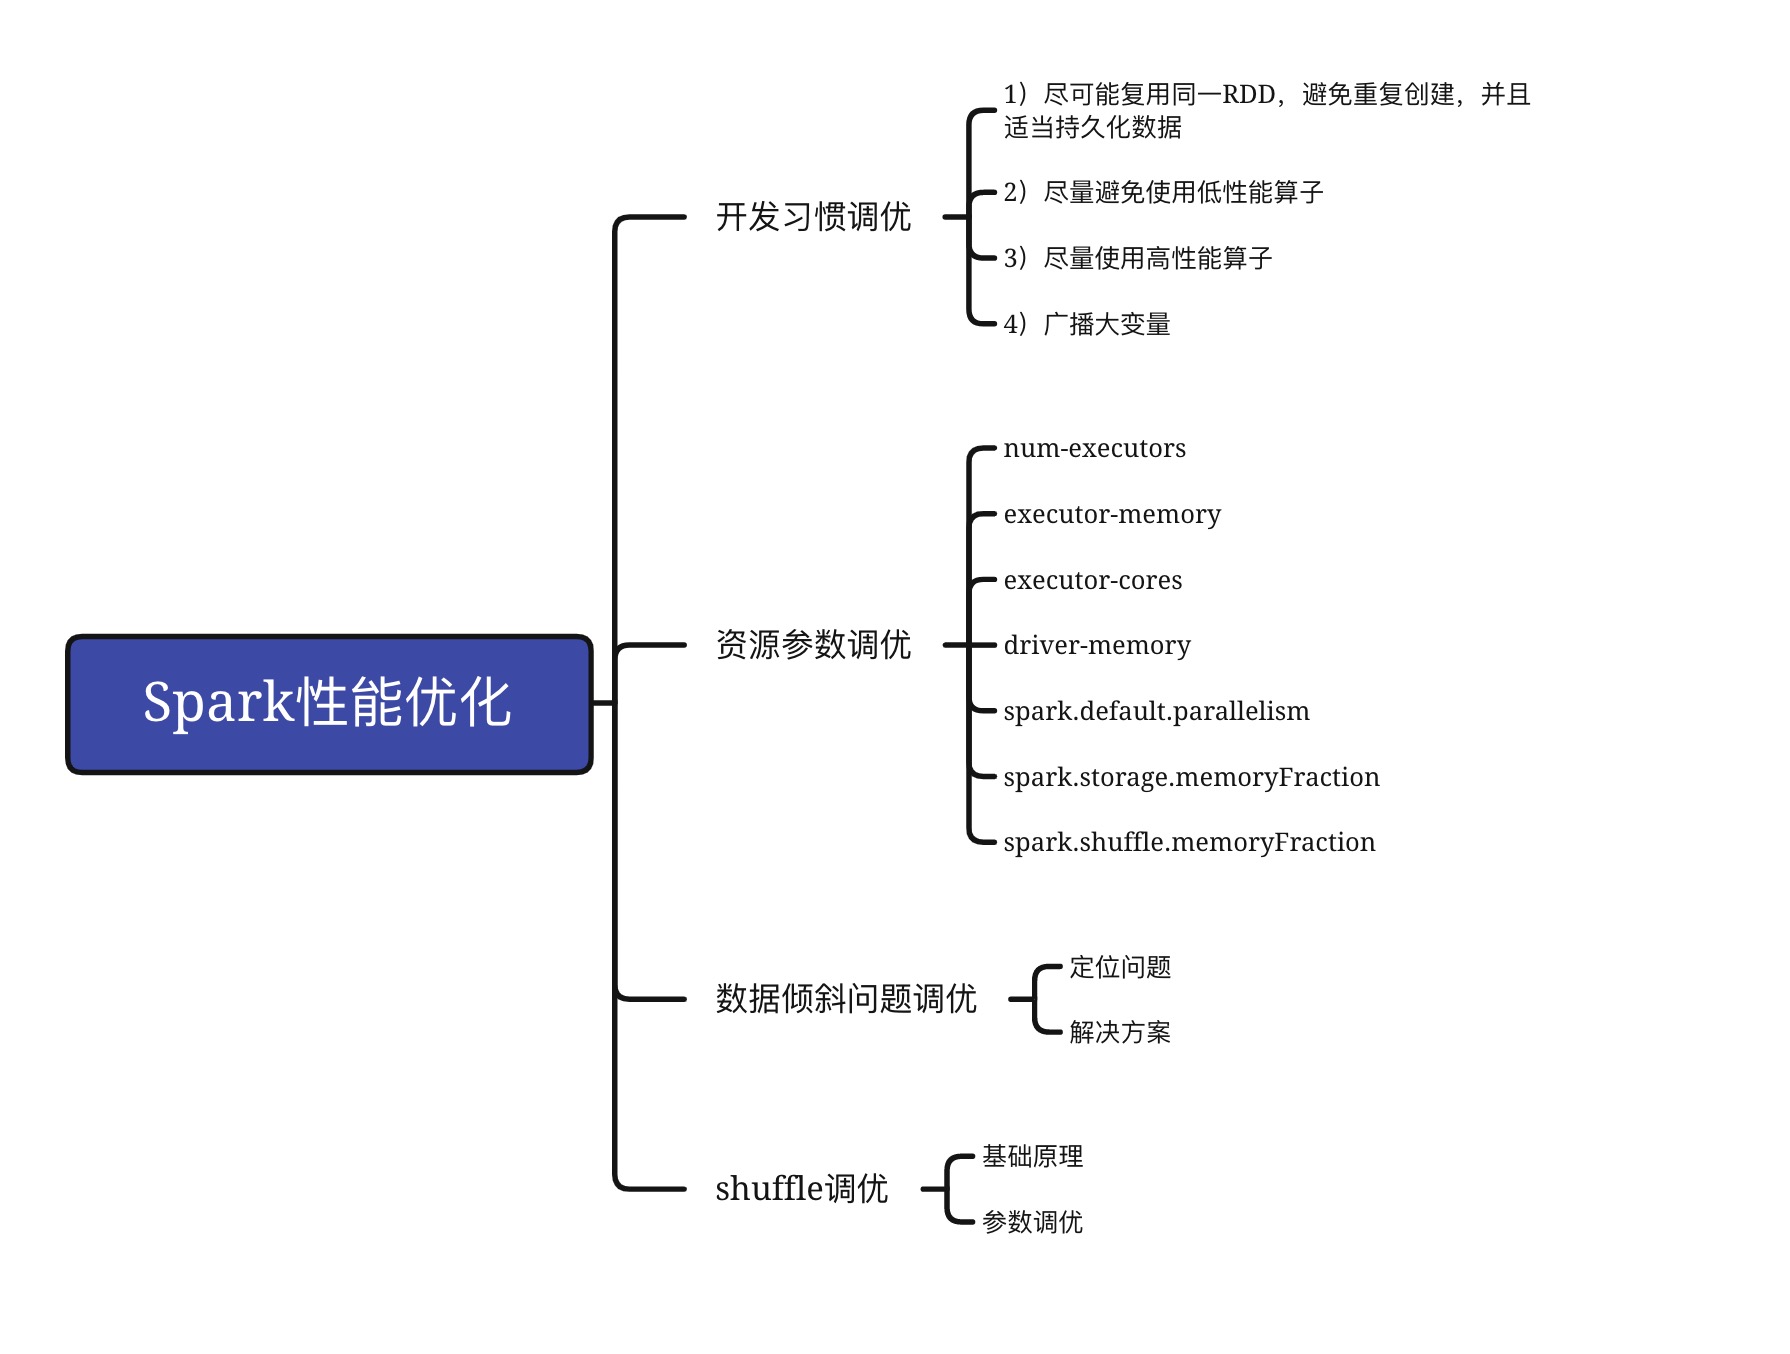 Spark性能优化
开发习惯调优
1）尽可能复用同一RDD，避免重复创建，并且
适当持久化数据
2）尽量避免使用低性能算子
3）尽量使用高性能算子
4）广播大变量
资源参数调优
num-executors
executor-memory
executor-cores
driver-memory
spark.default.parallelism
spark.storage.memoryFraction
spark.shuffle.memoryFraction
数据倾斜问题调优
定位问题
解决方案
shuffle调优
基础原理
参数调优